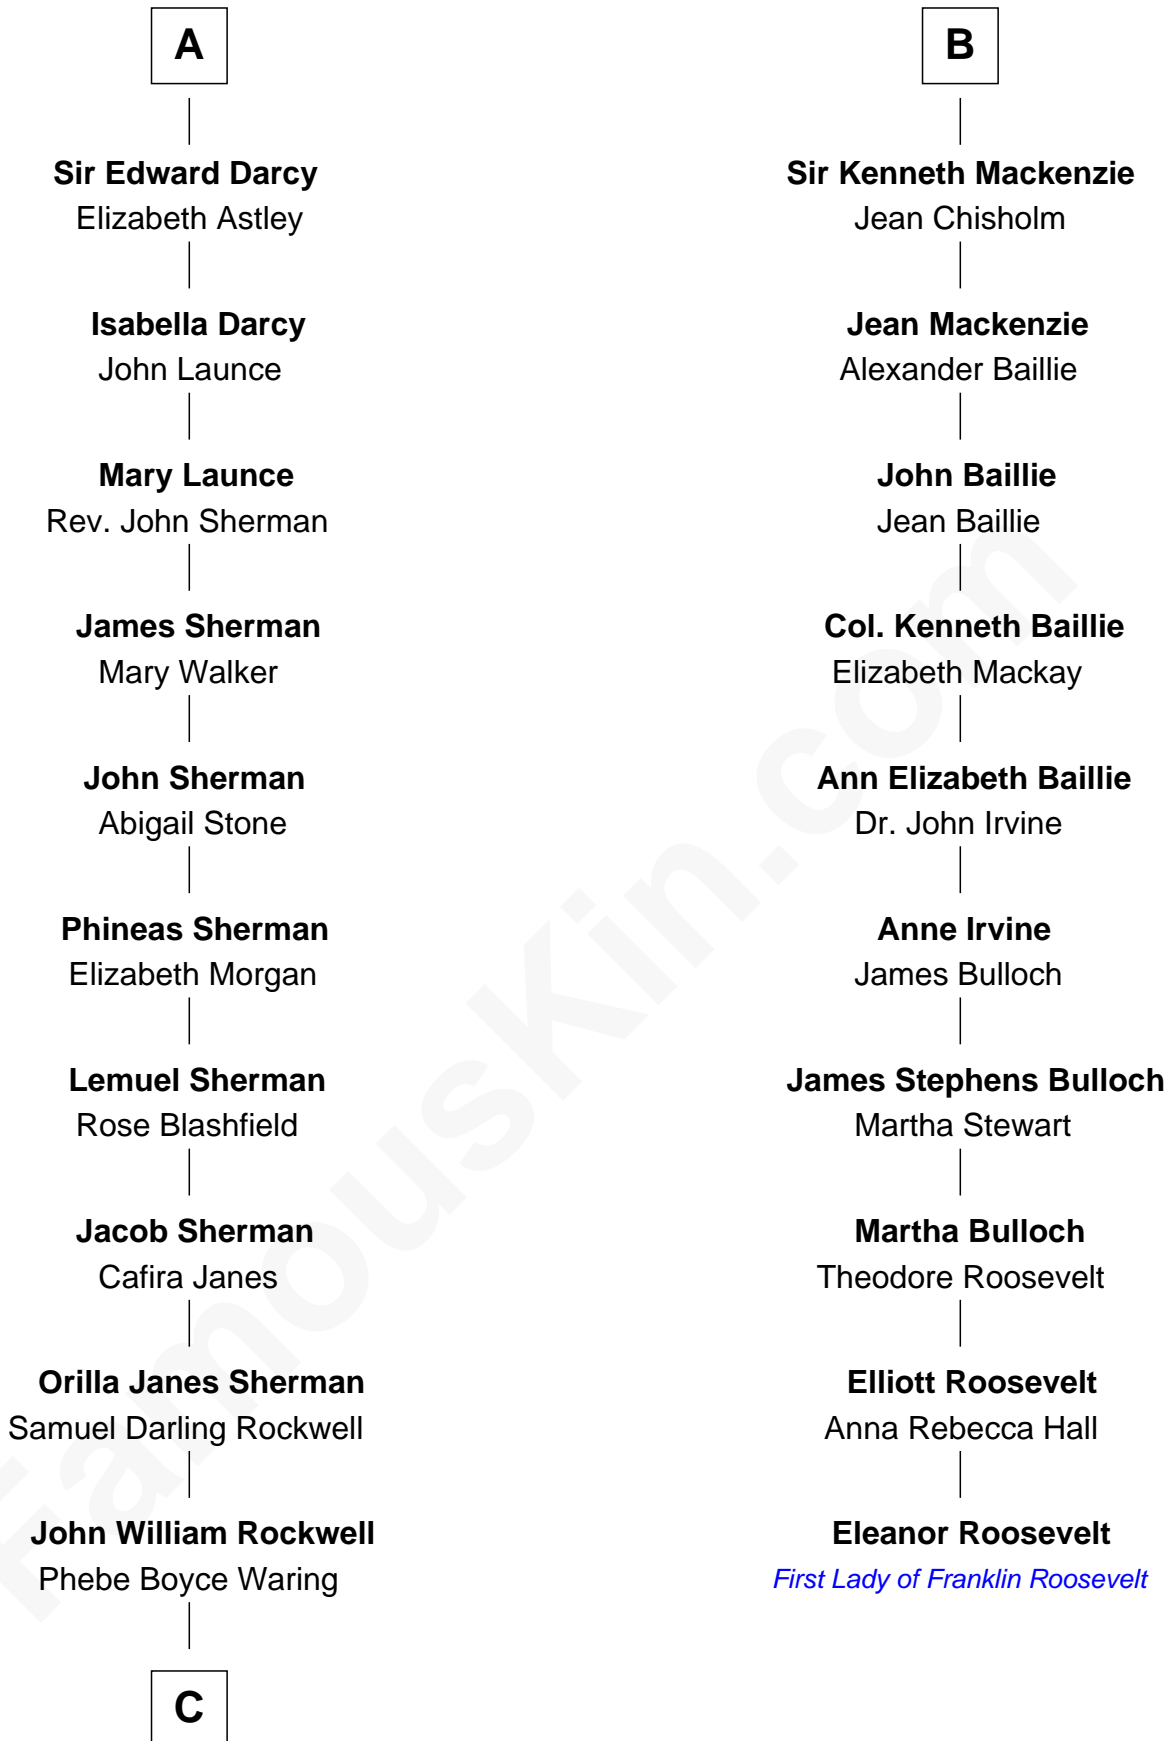 A
Sir Edward Darcy
Elizabeth Astley
Isabella Darcy
John Launce
Mary Launce
Rev. John Sherman
James Sherman
Mary Walker
John Sherman
Abigail Stone
Phineas Sherman
Elizabeth Morgan
Lemuel Sherman
Rose Blashfield
Jacob Sherman
Cafira Janes
Orilla Janes Sherman
Samuel Darling Rockwell
John William Rockwell
Phebe Boyce Waring
C
B
Sir Kenneth Mackenzie
Jean Chisholm
Jean Mackenzie
Alexander Baillie
John Baillie
Jean Baillie
Col. Kenneth Baillie
Elizabeth Mackay
Ann Elizabeth Baillie
Dr. John Irvine
Anne Irvine
James Bulloch
James Stephens Bulloch
Martha Stewart
Martha Bulloch
Theodore Roosevelt
Elliott Roosevelt
Anna Rebecca Hall
Eleanor Roosevelt
First Lady of Franklin Roosevelt
FamousKin.com